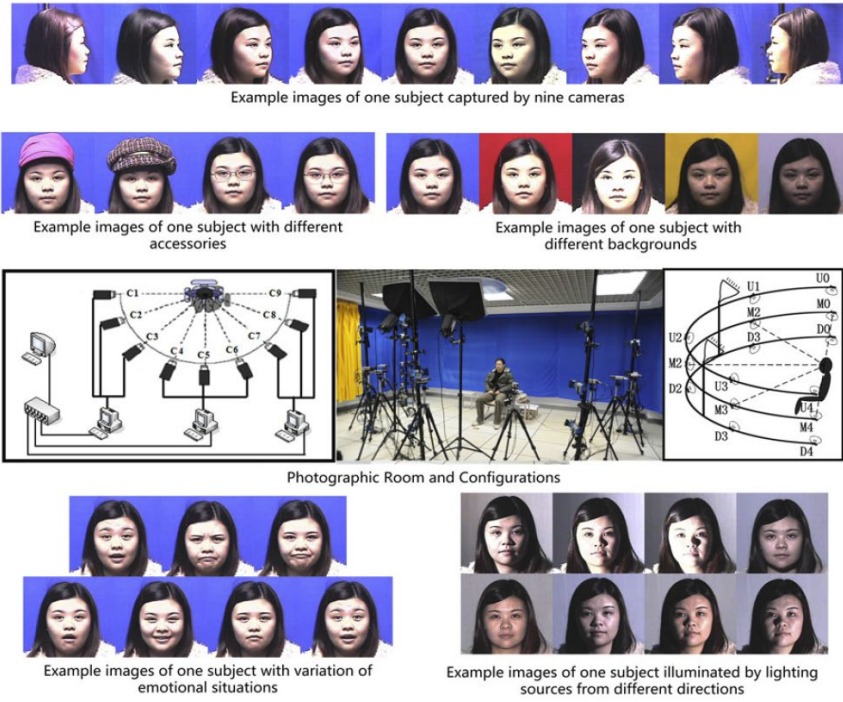 Example images of one subject captured by nine cameras
Example images of one subject with different
accessories
Example images of one subject with
different backgrounds
C1
C2
C3
C4
C5
C6
C7
C8
C9
U0
U1
M0
M2
D0
U2
D3
M2
D2
U3
M3
U4
M4
D3
D4
Photographic Room and Configurations
Example images of one subject with variation of
emotional situations
Example images of one subject illuminated by lighting
sources from different directions